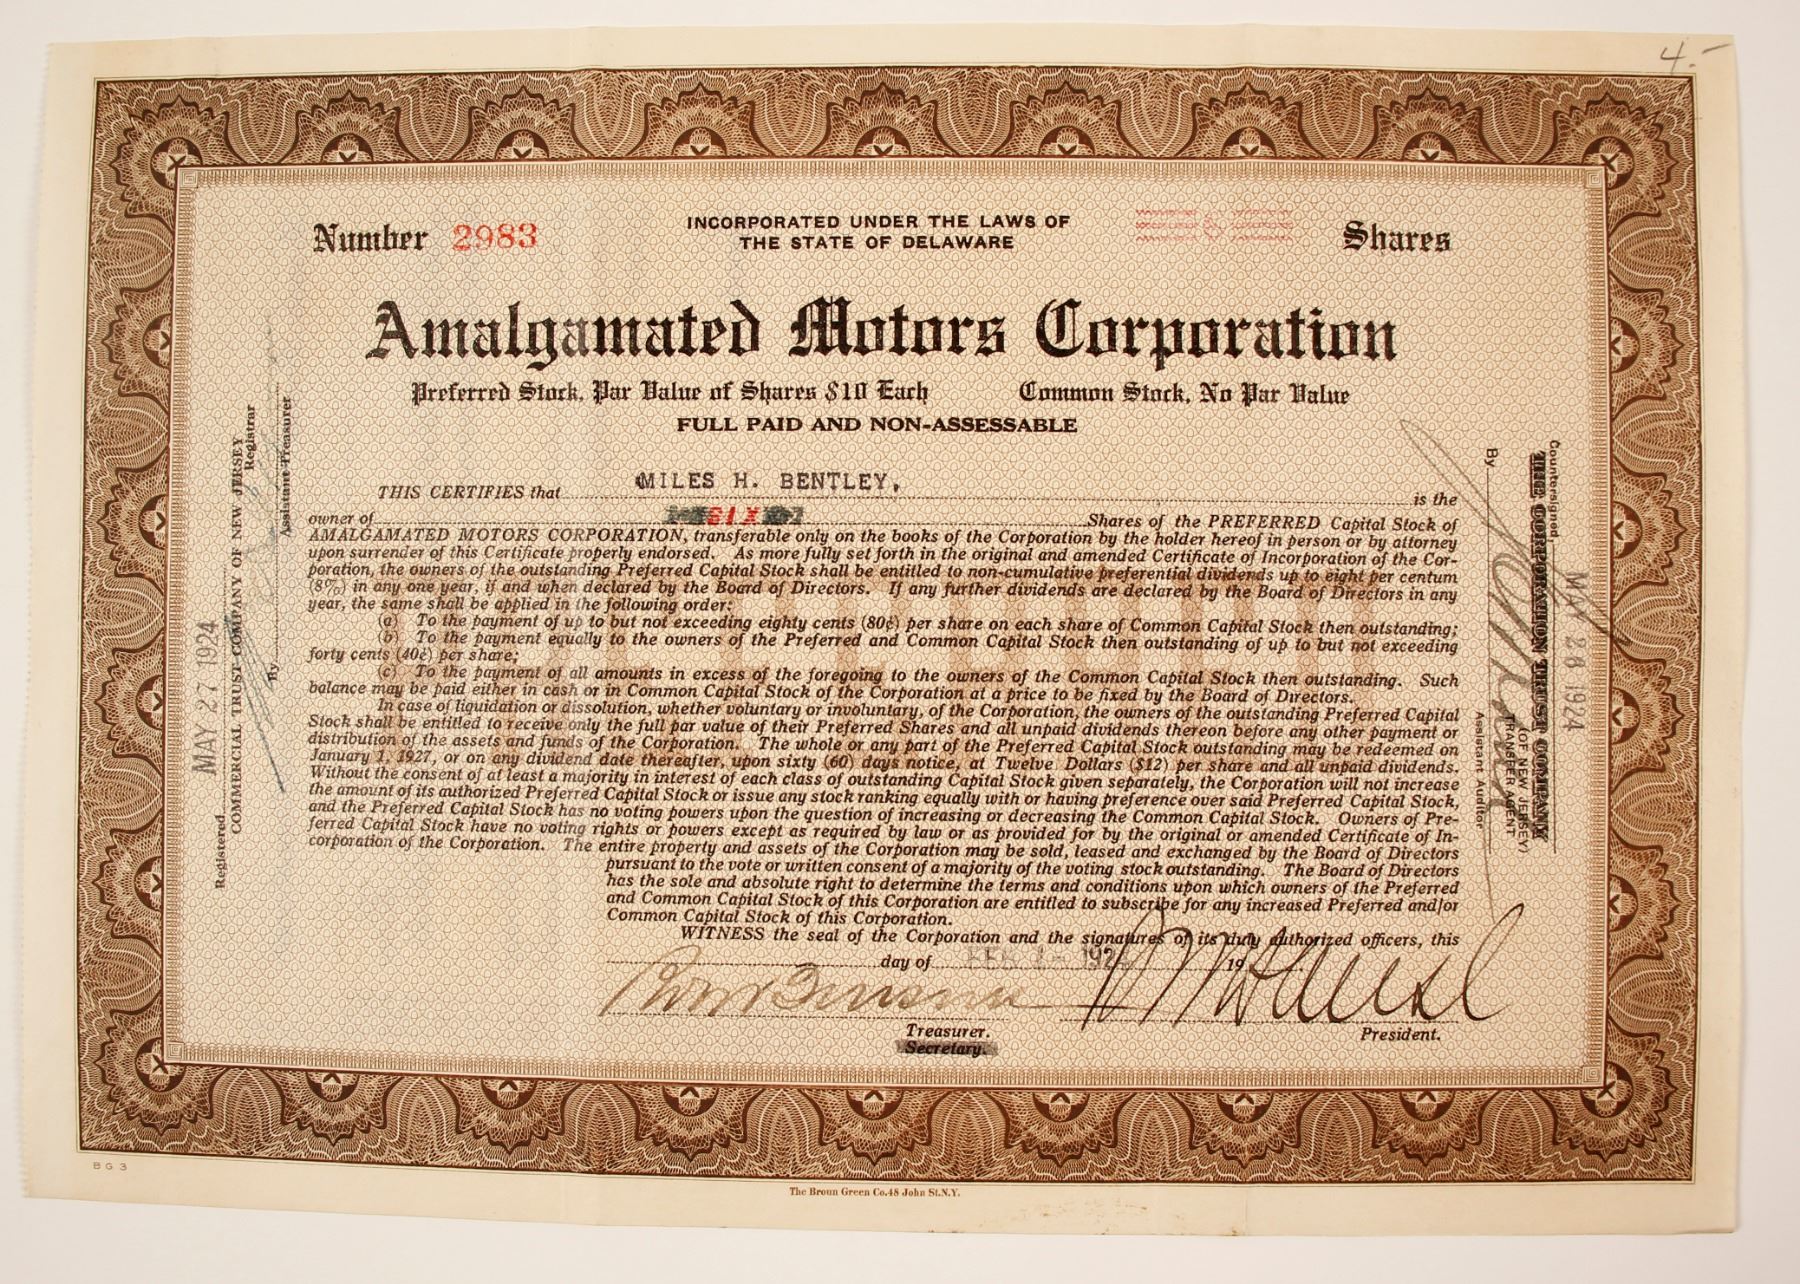 4.-
Number 2983
INCORPORATED UNDER THE LAWS OF
THE STATE OF DELAWARE
6 Shares
Amalgamated Motors Corporation
Preferred Stock, Par Value of Shares $10 Each Common Stock, No Par Value
FULL PAID AND NON-ASSESSABLE
THIS CERTIFIES that MILES H. BENTLEY, is the
owner of SIX Shares of the PREFERRED Capital Stock of
AMALGAMATED MOTORS CORPORATION, transferable only on the books of the Corporation by the holder hereof in person or by attorney
upon surrender of this Certificate properly endorsed. As more fully set forth in the original and amended Certificate of Incorporation of the Cor-
poration, the owners of the outstanding Preferred Capital Stock shall be entitled to non-cumulative preferential dividends up to eight per centum
(8%) in any one year, if and when declared by the Board of Directors. If any further dividends are declared by the Board of Directors in any
year, the same shall be applied in the following order:
(a) To the payment of up to but not exceeding eighty cents (80¢) per share on each share of Common Capital Stock then outstanding;
(b) To the payment equally to the owners of the Preferred and Common Capital Stock then outstanding of up to but not exceeding
forty cents (40¢) per share;
(c) To the payment of all amounts in excess of the foregoing to the owners of the Common Capital Stock then outstanding. Such
balance may be paid either in cash or in Common Capital Stock of the Corporation at a price to be fixed by the Board of Directors.
In case of liquidation or dissolution, whether voluntary or involuntary, of the Corporation, the owners of the outstanding Preferred Capital
Stock shall be entitled to receive only the full par value of their Preferred Shares and all unpaid dividends thereon before any other payment or
distribution of the assets and funds of the Corporation. The whole or any part of the Preferred Capital Stock outstanding may be redeemed on
January 1, 1927, or on any dividend date thereafter, upon sixty (60) days notice, at Twelve Dollars ($12) per share and all unpaid dividends.
Without the consent of at least a majority in interest of each class of outstanding Capital Stock given separately, the Corporation will not increase
the amount of its authorized Preferred Capital Stock or issue any stock ranking equally with or having preference over said Preferred Capital Stock,
and the Preferred Capital Stock has no voting powers upon the question of increasing or decreasing the Common Capital Stock. Owners of Pre-
ferred Capital Stock have no voting rights or powers except as required by law or as provided for by the original or amended Certificate of In-
corporation of the Corporation. The entire property and assets of the Corporation may be sold, leased and exchanged by the Board of Directors
pursuant to the vote or written consent of a majority of the voting stock outstanding. The Board of Directors
has the sole and absolute right to determine the terms and conditions upon which owners of the Preferred
and Common Capital Stock of this Corporation are entitled to subscribe for any increased Preferred and/or
Common Capital Stock of this Corporation.
WITNESS the seal of the Corporation and the signatures of its duly authorized officers, this
day of FEB 1- 192 19
Treasurer. President.
Secretary.
Registered MAY 27 1924
COMMERCIAL TRUST COMPANY OF NEW JERSEY
Registrar
By
Assistant Treasurer
Countersigned, MAY 26 1924
THE CORPORATION TRUST COMPANY
(OF NEW JERSEY)
TRANSFER AGENT
By
Assistant Auditor
B G 3
The Broun Green Co. 48 John St. N.Y.